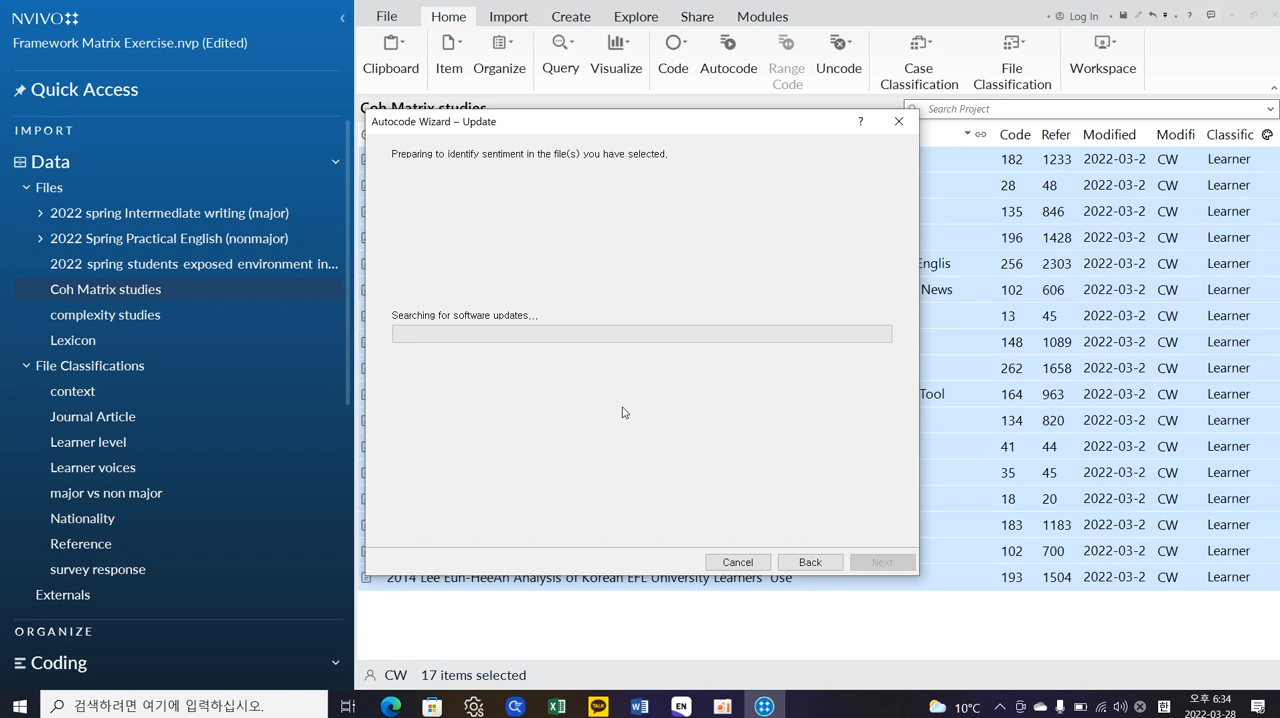 NVIVO
Framework Matrix Exercise.nvp (Edited)
Quick Access
IMPORT
Data
Files
2022 spring Intermediate writing (major)
2022 Spring Practical English (nonmajor)
2022 spring students exposed environment in...
Coh Matrix studies
complexity studies
Lexicon
File Classifications
context
Journal Article
Learner level
Learner voices
major vs non major
Nationality
Reference
survey response
Externals
ORGANIZE
Coding
File Home Import Create Explore Share Modules
Log In
Clipboard Item Organize Query Visualize Code Autocode Range Code Uncode Case Classification File Classification Workspace
Coh Matrix studies
Search Project
Code Refer Modified Modifi Classific
182 1233 2022-03-2 CW Learner
28 48 2022-03-2 CW Learner
135 846 2022-03-2 CW Learner
196 1428 2022-03-2 CW Learner
Englis 256 2303 2022-03-2 CW Learner
News 102 606 2022-03-2 CW Learner
13 45 2022-03-2 CW Learner
148 1089 2022-03-2 CW Learner
262 1658 2022-03-2 CW Learner
Tool 164 963 2022-03-2 CW Learner
134 820 2022-03-2 CW Learner
41 44 2022-03-2 CW Learner
35 45 2022-03-2 CW Learner
18 20 2022-03-2 CW Learner
183 1183 2022-03-2 CW Learner
102 700 2022-03-2 CW Learner
2014 Lee Eun-HeeAn Analysis of Korean EFL University Learners' Use 193 1504 2022-03-2 CW Learner
Autocode Wizard – Update
?
Preparing to identify sentiment in the file(s) you have selected.
Searching for software updates...
Cancel Back Next
CW 17 items selected
검색하려면 여기에 입력하십시오.
TALK
EN
10°C
한
오후 6:34
2022-03-28